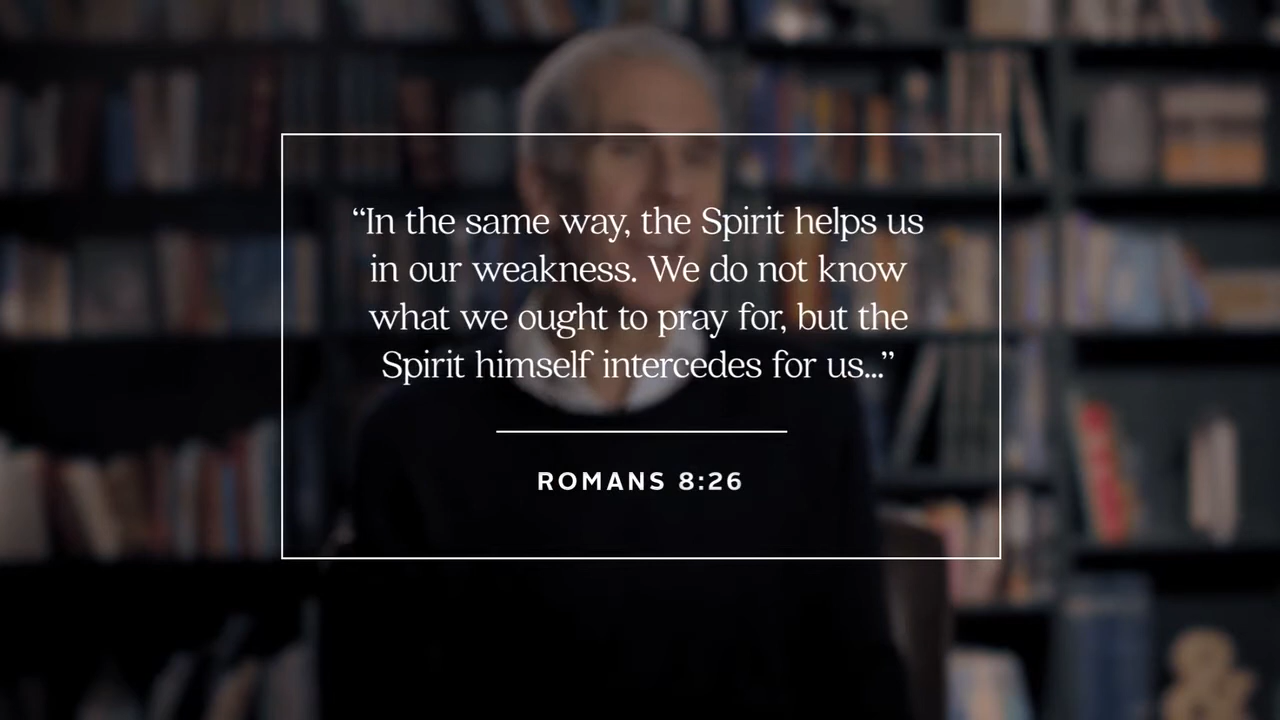 “In the same way, the Spirit helps us
in our weakness. We do not know
what we ought to pray for, but the
Spirit himself intercedes for us...”
ROMANS 8:26